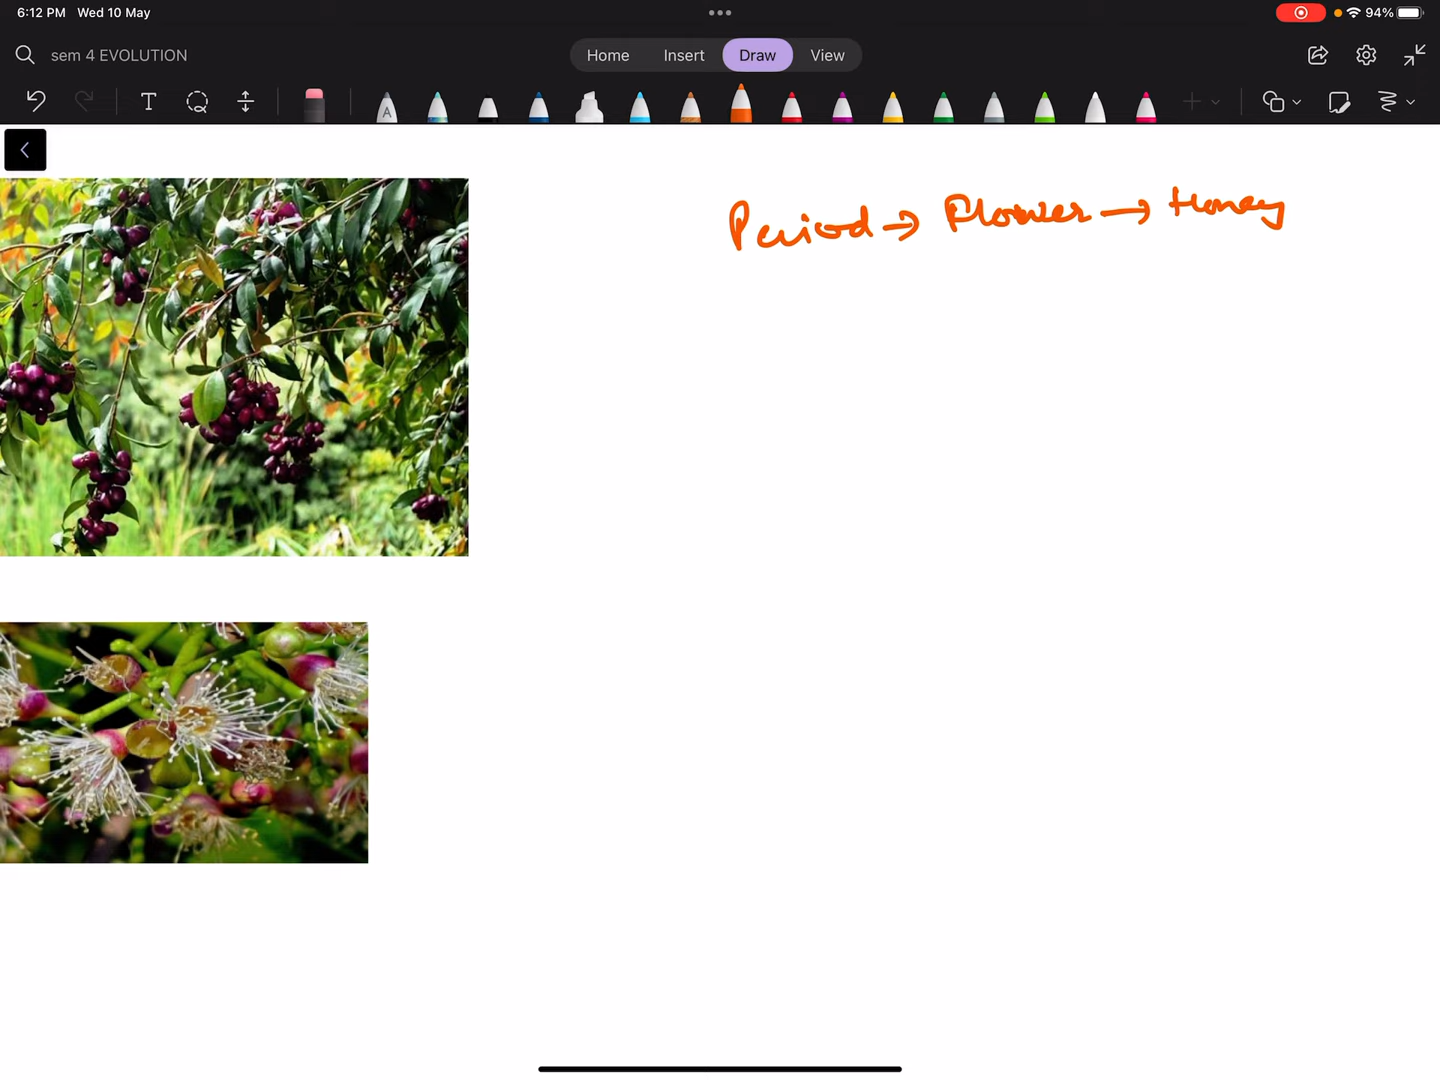 6:12 PM Wed 10 May
94%
sem 4 EVOLUTION
Home Insert Draw View
T
A
Period → Flower → Honey